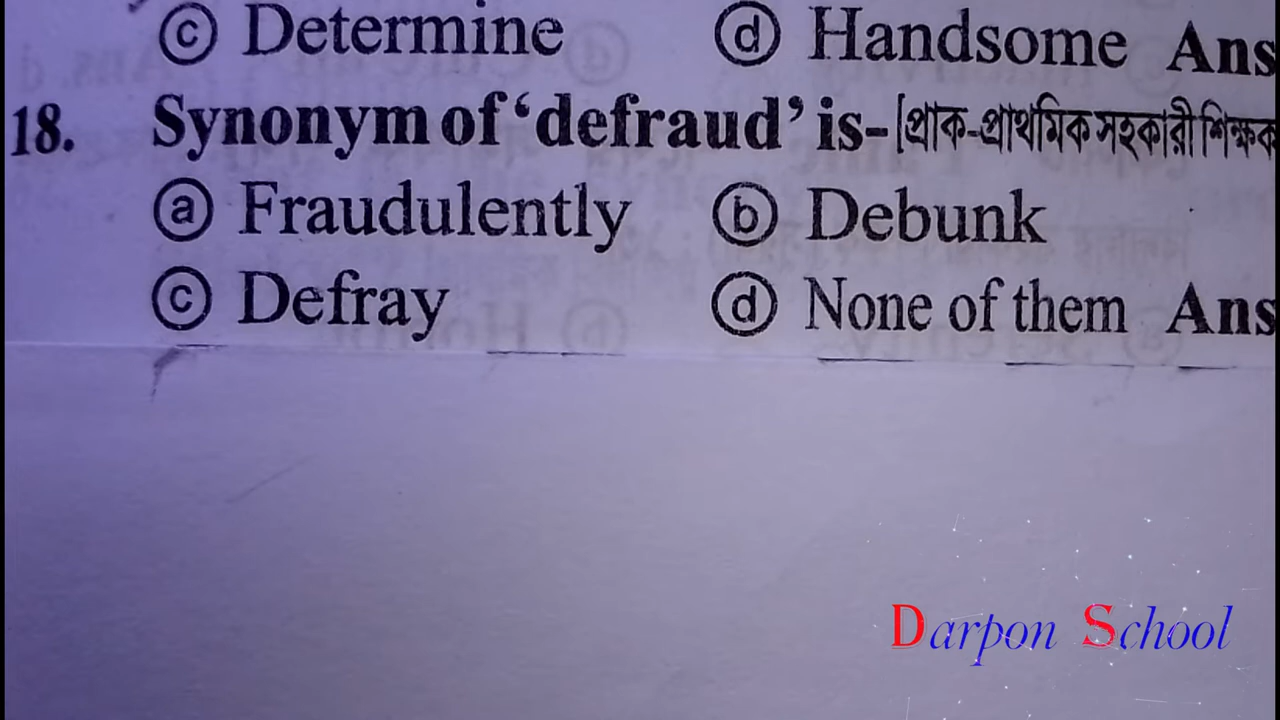 ⓒ Determine ⓓ Handsome Ans
18. Synonym of ‘defraud’ is- [প্রাক-প্রাথমিক সহকারী শিক্ষক
ⓐ Fraudulently ⓑ Debunk
ⓒ Defray ⓓ None of them Ans
Darpon School